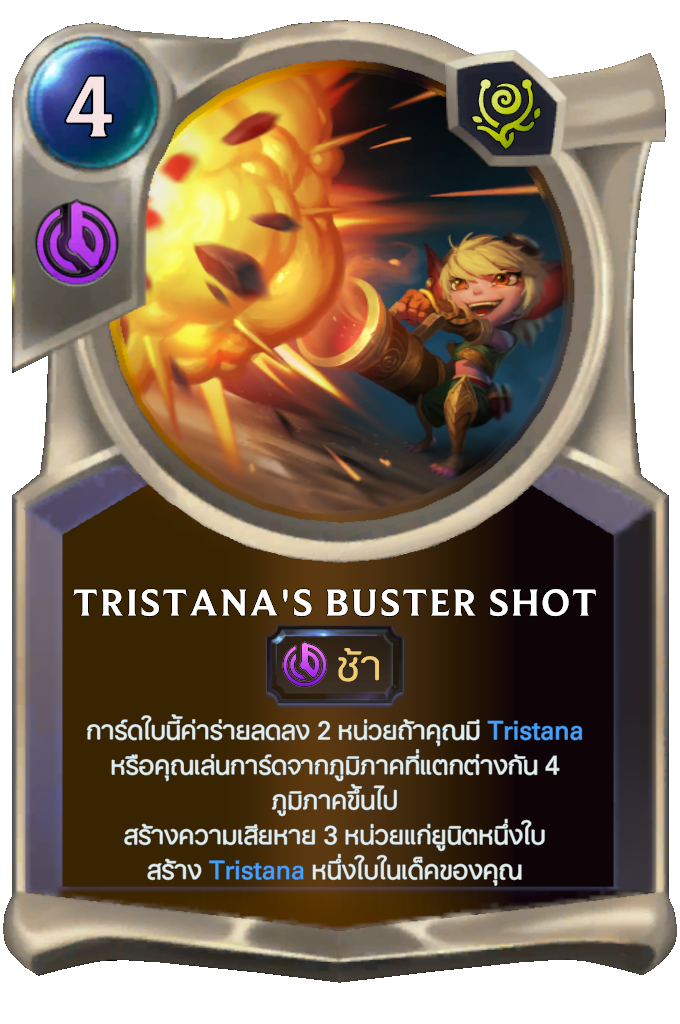 4
TRISTANA'S BUSTER SHOT
ช้า
การ์ดใบนี้ค่าร่ายลดลง 2 หน่วยถ้าคุณมี Tristana
หรือคุณเล่นการ์ดจากภูมิภาคที่แตกต่างกัน 4
ภูมิภาคขึ้นไป
สร้างความเสียหาย 3 หน่วยแก่ยูนิตหนึ่งใบ
สร้าง Tristana หนึ่งใบในเด็คของคุณ